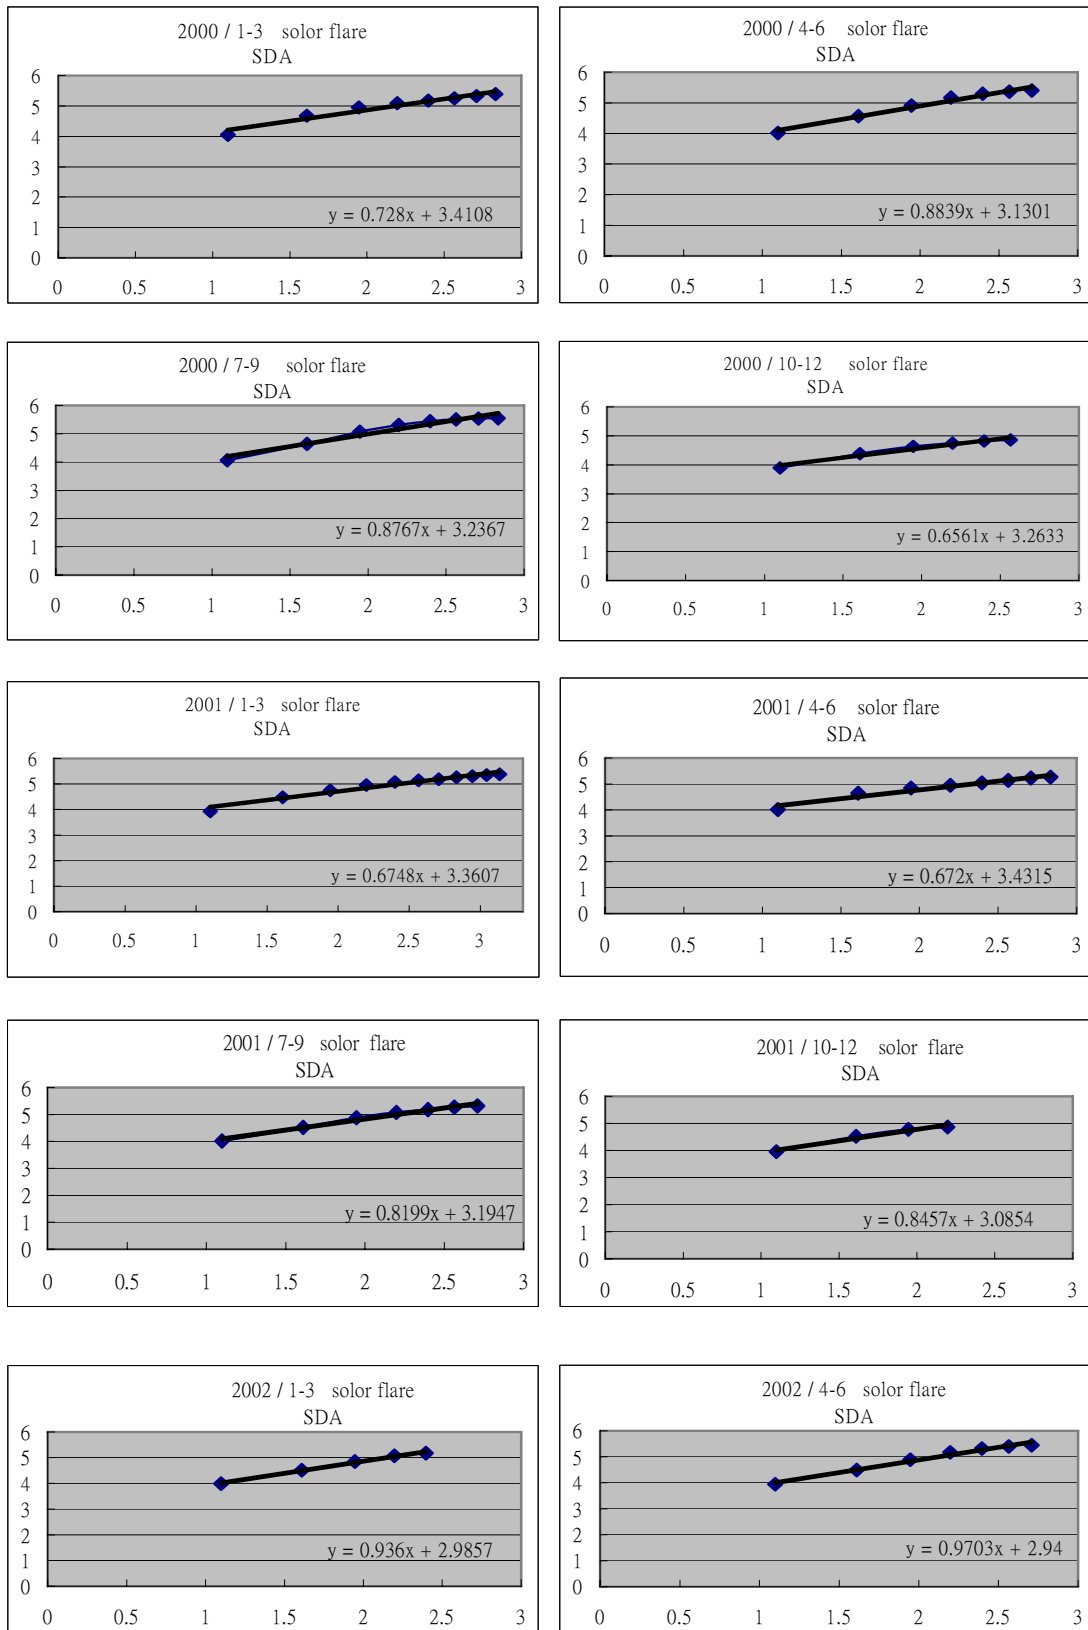 2000 / 1-3 solor flare
SDA
6
5
4
3
2
1
0
y = 0.728x + 3.4108
0 0.5 1 1.5 2 2.5 3
2000 / 4-6 solor flare
SDA
6
5
4
3
2
1
0
y = 0.8839x + 3.1301
0 0.5 1 1.5 2 2.5 3
2000 / 7-9 solor flare
SDA
6
5
4
3
2
1
0
y = 0.8767x + 3.2367
0 0.5 1 1.5 2 2.5 3
2000 / 10-12 solor flare
SDA
6
5
4
3
2
1
0
y = 0.6561x + 3.2633
0 0.5 1 1.5 2 2.5 3
2001 / 1-3 solor flare
SDA
6
5
4
3
2
1
0
y = 0.6748x + 3.3607
0 0.5 1 1.5 2 2.5 3
2001 / 4-6 solor flare
SDA
6
5
4
3
2
1
0
y = 0.672x + 3.4315
0 0.5 1 1.5 2 2.5 3
2001 / 7-9 solor flare
SDA
6
5
4
3
2
1
0
y = 0.8199x + 3.1947
0 0.5 1 1.5 2 2.5 3
2001 / 10-12 solor flare
SDA
6
5
4
3
2
1
0
y = 0.8457x + 3.0854
0 0.5 1 1.5 2 2.5 3
2002 / 1-3 solor flare
SDA
6
5
4
3
2
1
0
y = 0.936x + 2.9857
0 0.5 1 1.5 2 2.5 3
2002 / 4-6 solor flare
SDA
6
5
4
3
2
1
0
y = 0.9703x + 2.94
0 0.5 1 1.5 2 2.5 3